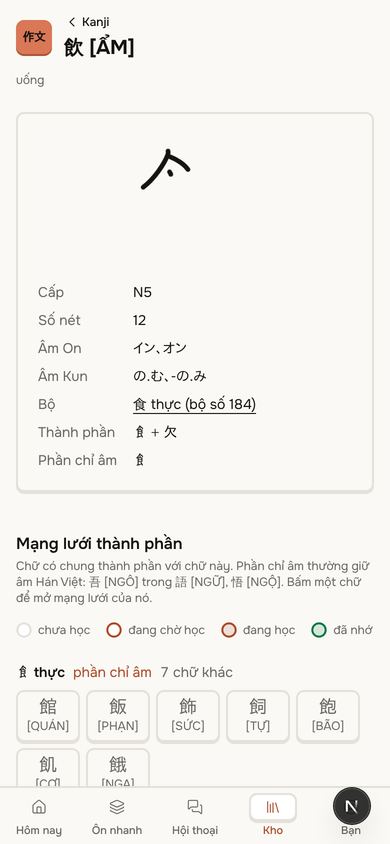 作文
Kanji
飲 [ẨM]
uống
Cấp N5
Số nét 12
Âm On イン、オン
Âm Kun の.む、-の.み
Bộ 食 thực (bộ số 184)
Thành phần 飠 + 欠
Phần chỉ âm 飠
Mạng lưới thành phần
Chữ có chung thành phần với chữ này. Phần chỉ âm thường giữ
âm Hán Việt: 吾 [NGÔ] trong 語 [NGỮ], 悟 [NGỘ]. Bấm một chữ
để mở mạng lưới của nó.
chưa học đang chờ học đang học đã nhớ
飠 thực phần chỉ âm 7 chữ khác
館 飯 飾 飼 飽
[QUÁN] [PHẠN] [SỨC] [TỰ] [BÃO]
飢 餓
[CƠ] [NGẠ]
Hôm nay Ôn nhanh Hội thoại Kho Bạn
N